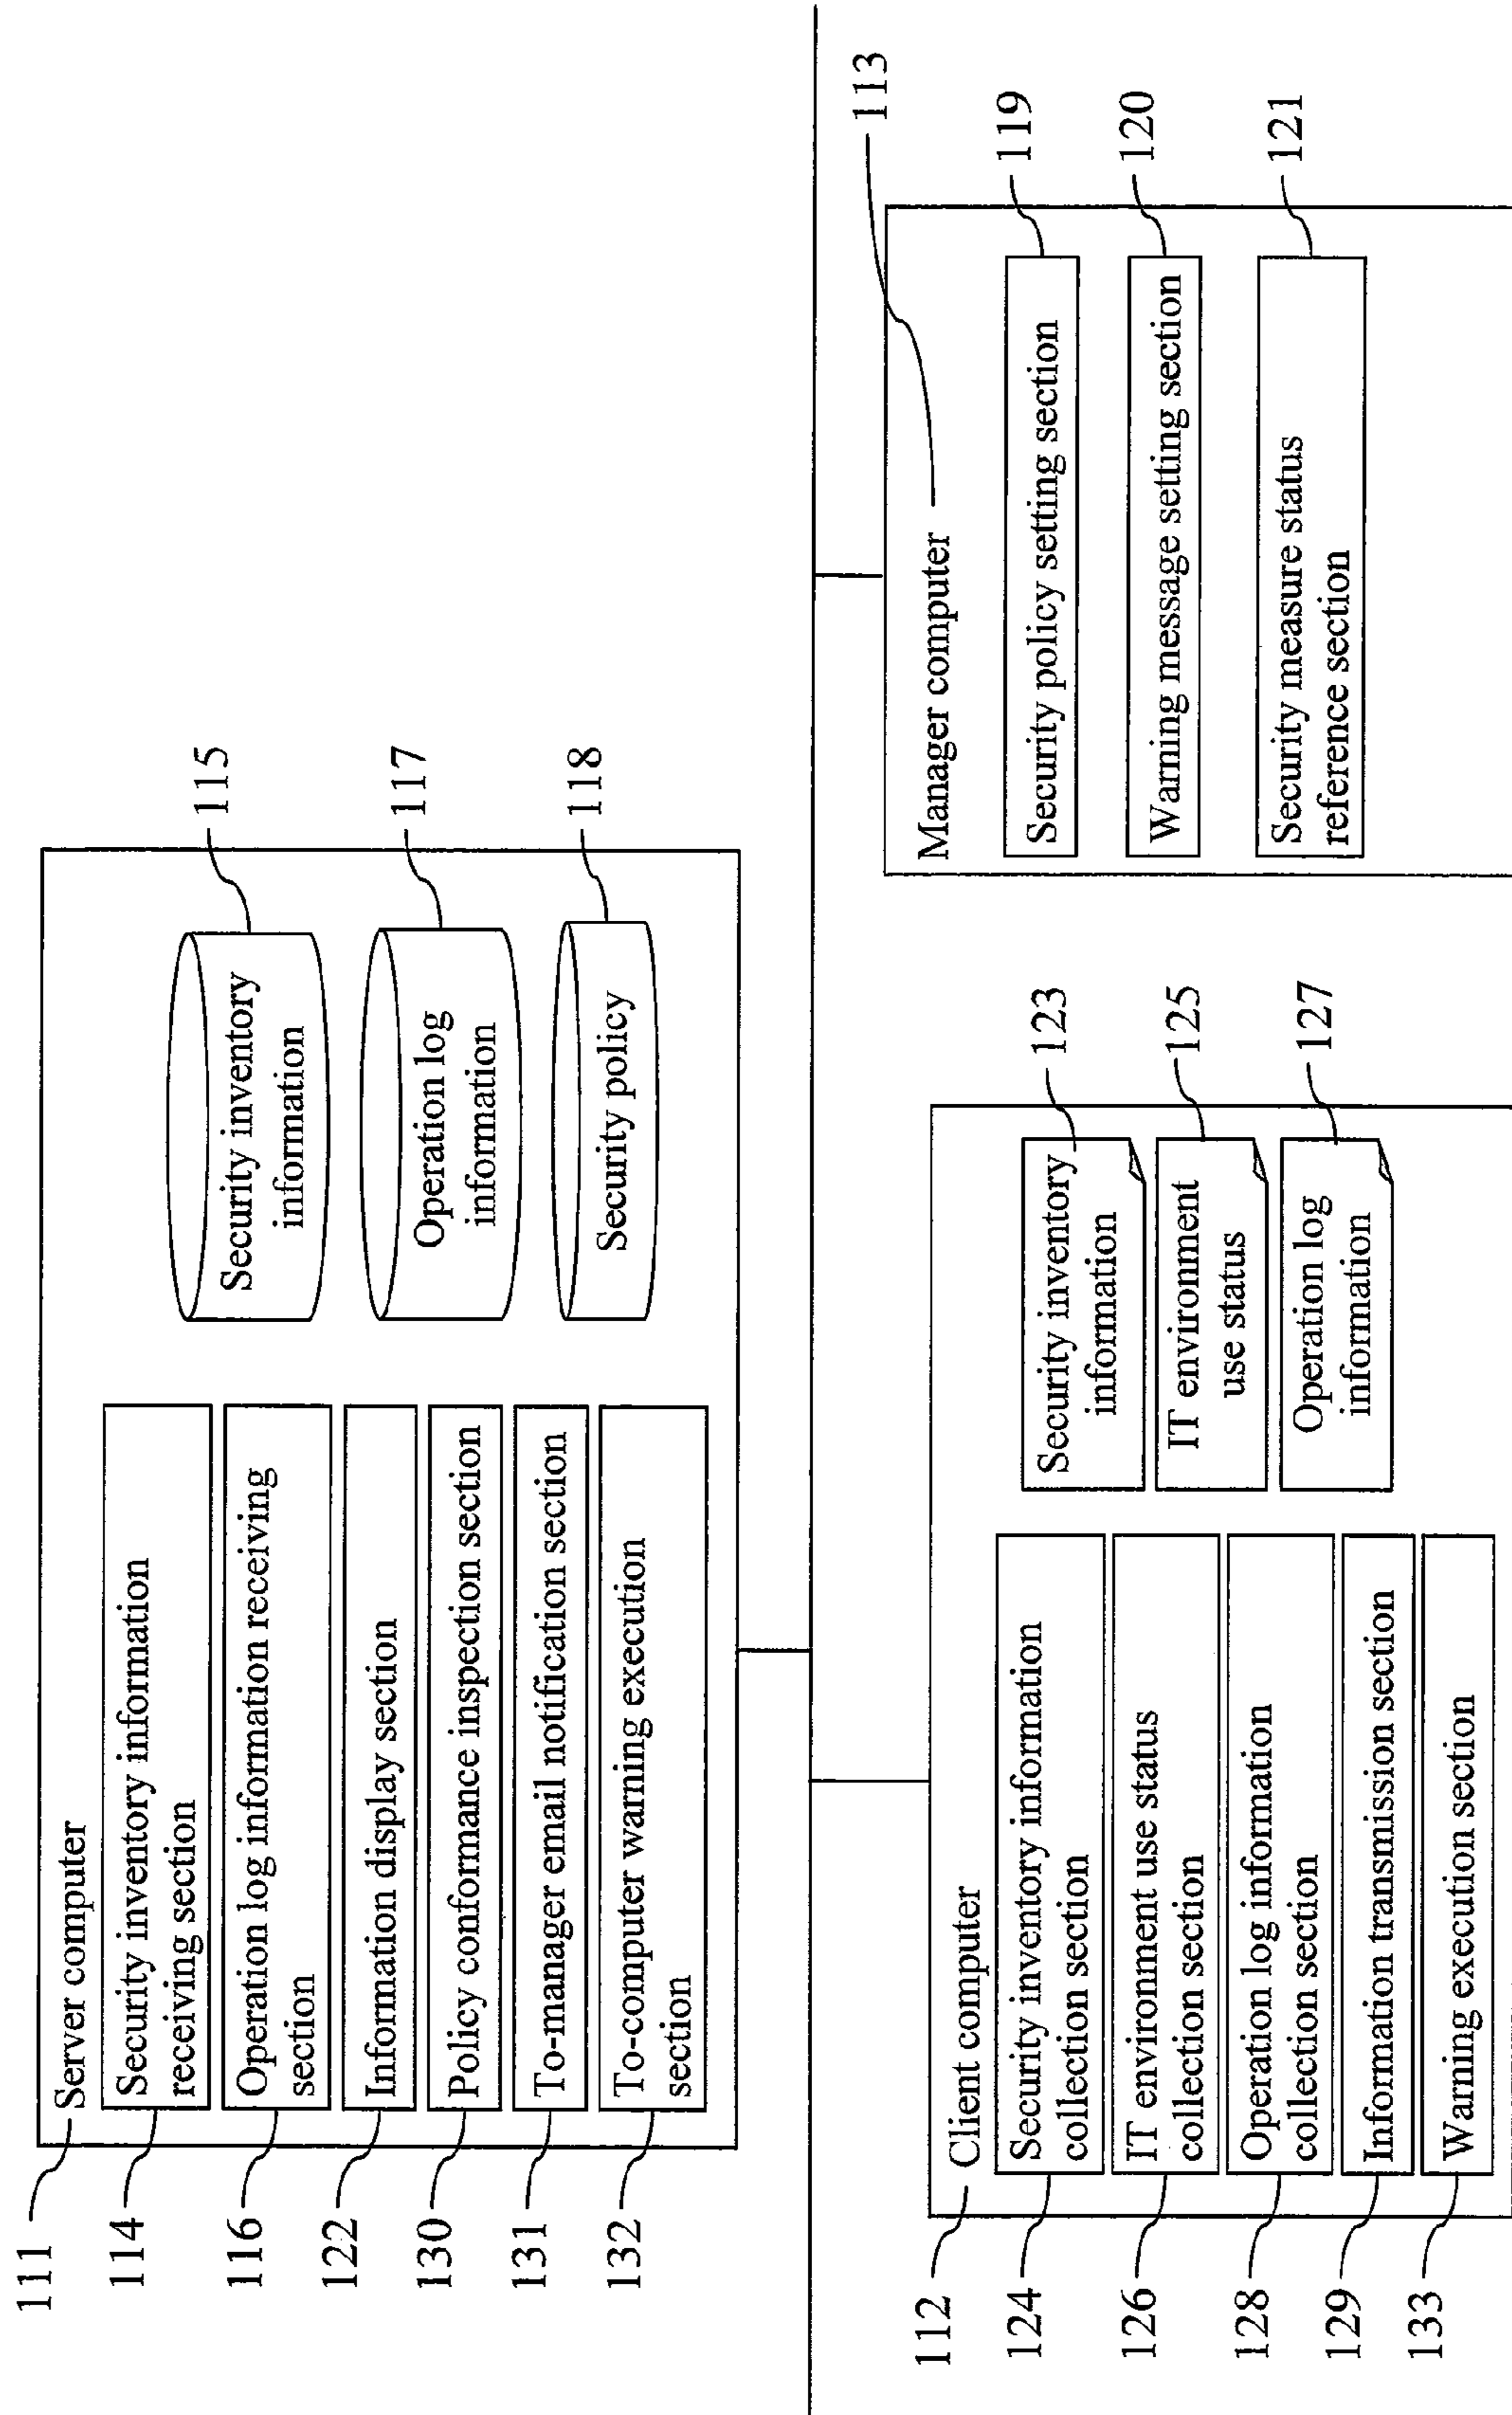 111
Server computer
114
Security inventory information
receiving section
116
Operation log information receiving
section
122
Information display section
130
Policy conformance inspection section
131
To-manager email notification section
132
To-computer warning execution
section
Security inventory
information
115
Operation log
information
117
Security policy
118
112
Client computer
124
Security inventory information
collection section
126
IT environment use status
collection section
128
Operation log information
collection section
129
Information transmission section
133
Warning execution section
Security inventory
information
123
IT environment
use status
125
Operation log
information
127
Manager computer
113
Security policy setting section
119
Warning message setting section
120
Security measure status
reference section
121